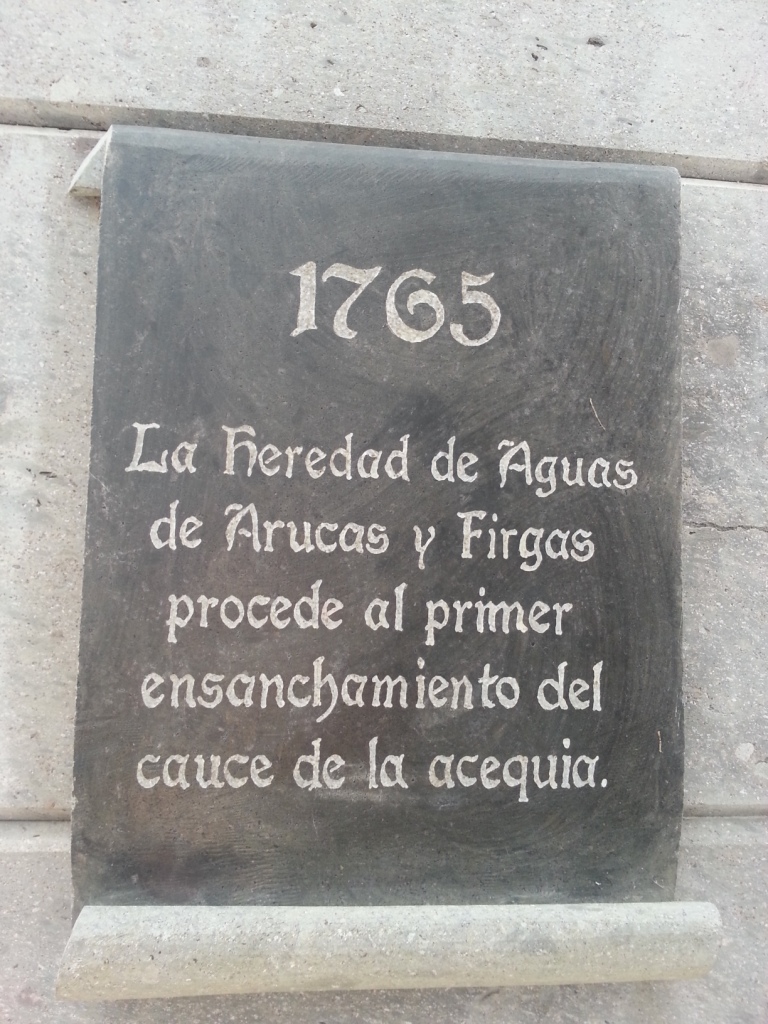 1765
La Heredad de Aguas
de Arucas y Firgas
procede al primer
ensanchamiento del
cauce de la acequia.